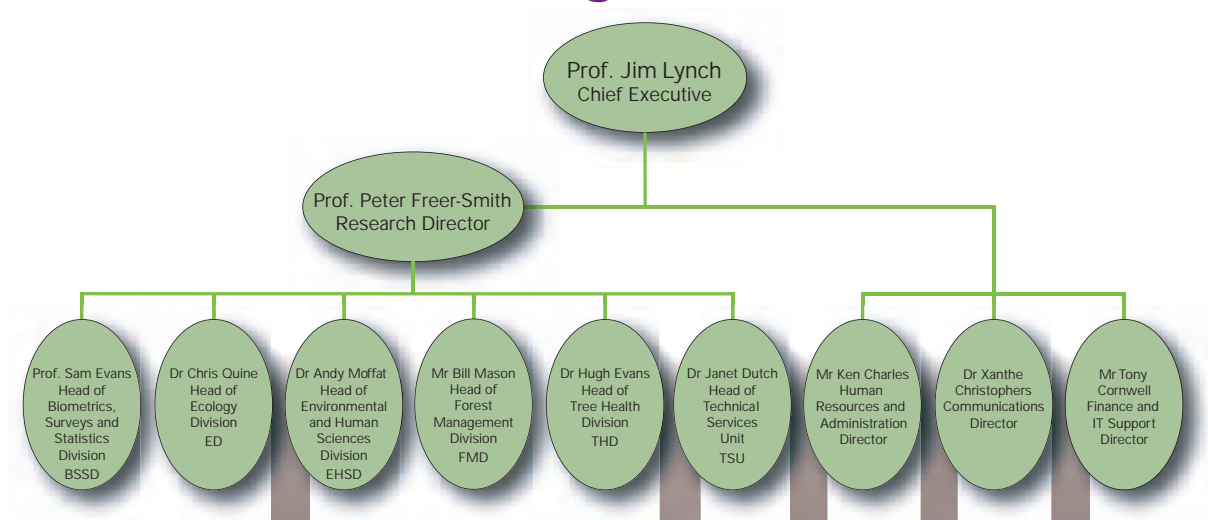 Prof. Jim Lynch
Chief Executive
Prof. Peter Freer-Smith
Research Director
Prof. Sam Evans
Head of
Biometrics,
Surveys and
Statistics
Division
BSSD
Dr Chris Quine
Head of
Ecology
Division
ED
Dr Andy Moffat
Head of
Environmental
and Human
Sciences
Division
EHSD
Mr Bill Mason
Head of
Forest
Management
Division
FMD
Dr Hugh Evans
Head of
Tree Health
Division
THD
Dr Janet Dutch
Head of
Technical
Services
Unit
TSU
Mr Ken Charles
Human
Resources and
Administration
Director
Dr Xanthe
Christophers
Communications
Director
Mr Tony
Cornwell
Finance and
IT Support
Director